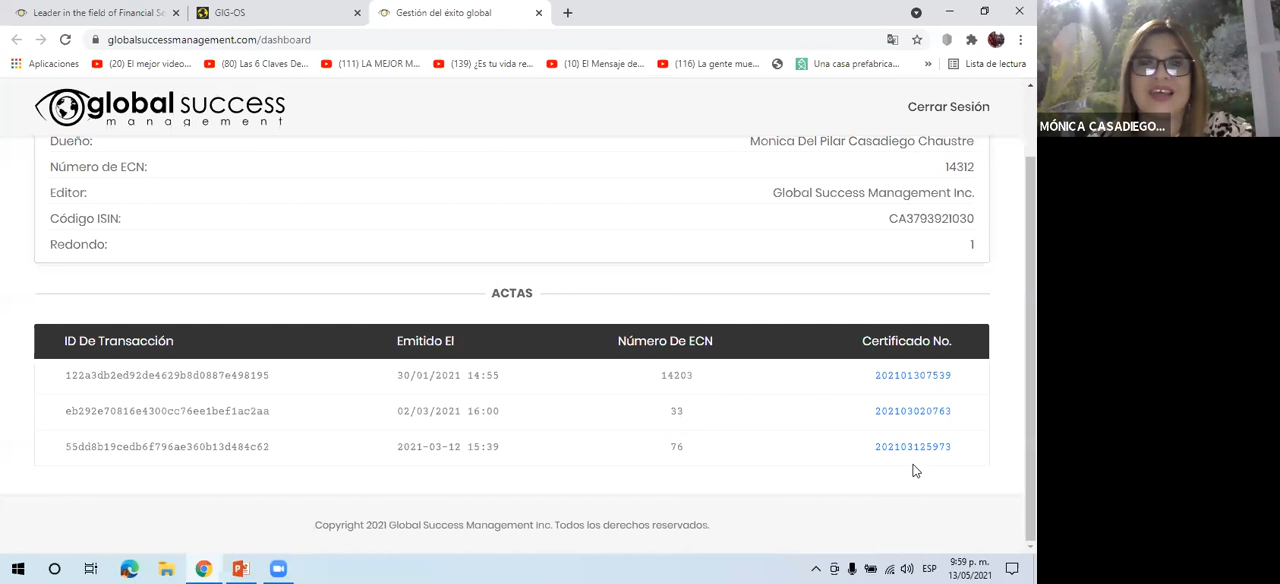 Leader in the field of Financial Se
GIG-OS
Gestión del éxito global
globalsuccessmanagement.com/dashboard
Aplicaciones
(20) El mejor video...
(80) Las 6 Claves De...
(111) LA MEJOR M...
(139) ¿Es tu vida re...
(10) El Mensaje de...
(116) La gente mue...
Una casa prefabrica...
»
Lista de lectura
global success
management
Cerrar Sesión
Dueño: Monica Del Pilar Casadiego Chaustre
Número de ECN: 14312
Editor: Global Success Management Inc.
Código ISIN: CA3793921030
Redondo: 1
ACTAS
ID De Transacción Emitido El Número De ECN Certificado No.
122a3db2ed92de4629b8d0887e498195 30/01/2021 14:55 14203 202101307539
eb292e70816e4300cc76ee1bef1ac2aa 02/03/2021 16:00 33 202103020763
55dd8b19cedb6f796ae360b13d484c62 2021-03-12 15:39 76 202103125973
Copyright 2021 Global Success Management Inc. Todos los derechos reservados.
MÓNICA CASADIEGO...
ESP
9:59 p. m.
13/05/2021